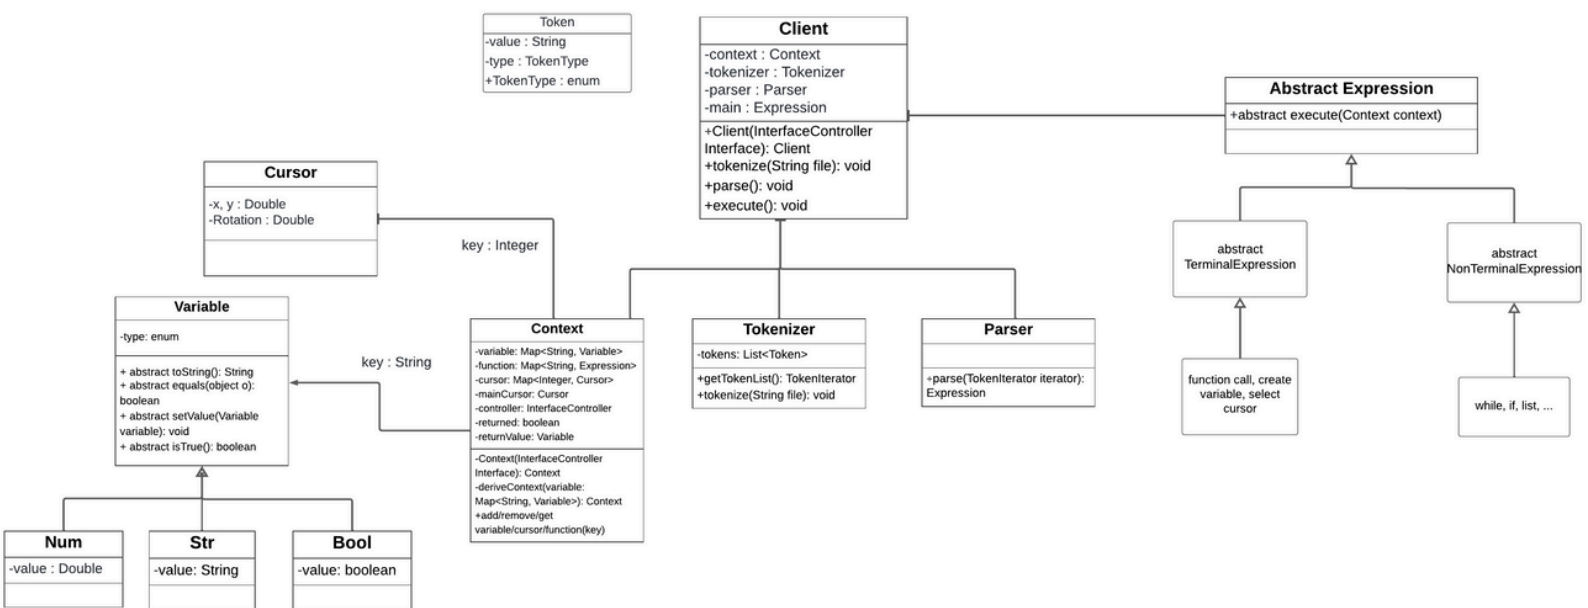 Token
-value : String
-type : TokenType
+TokenType : enum
Client
-context : Context
-tokenizer : Tokenizer
-parser : Parser
-main : Expression
+Client(InterfaceController
Interface): Client
+tokenize(String file): void
+parse(): void
+execute(): void
Abstract Expression
+abstract execute(Context context)
Cursor
-x, y : Double
-Rotation : Double
key : Integer
abstract
TerminalExpression
abstract
NonTerminalExpression
Variable
-type: enum
+ abstract toString(): String
+ abstract equals(object o):
boolean
+ abstract setValue(Variable
variable): void
+ abstract isTrue(): boolean
key : String
Context
-variable: Map<String, Variable>
-function: Map<String, Expression>
-cursor: Map<Integer, Cursor>
-mainCursor: Cursor
-controller: InterfaceController
-returned: boolean
-returnValue: Variable
-Context(InterfaceController
Interface): Context
-deriveContext(variable:
Map<String, Variable>): Context
+add/remove/get
variable/cursor/function(key)
Tokenizer
-tokens: List<Token>
+getTokenList(): TokenIterator
+tokenize(String file): void
Parser
+parse(TokenIterator iterator):
Expression
function call, create
variable, select
cursor
while, if, list, ...
Num
-value : Double
Str
-value: String
Bool
-value: boolean